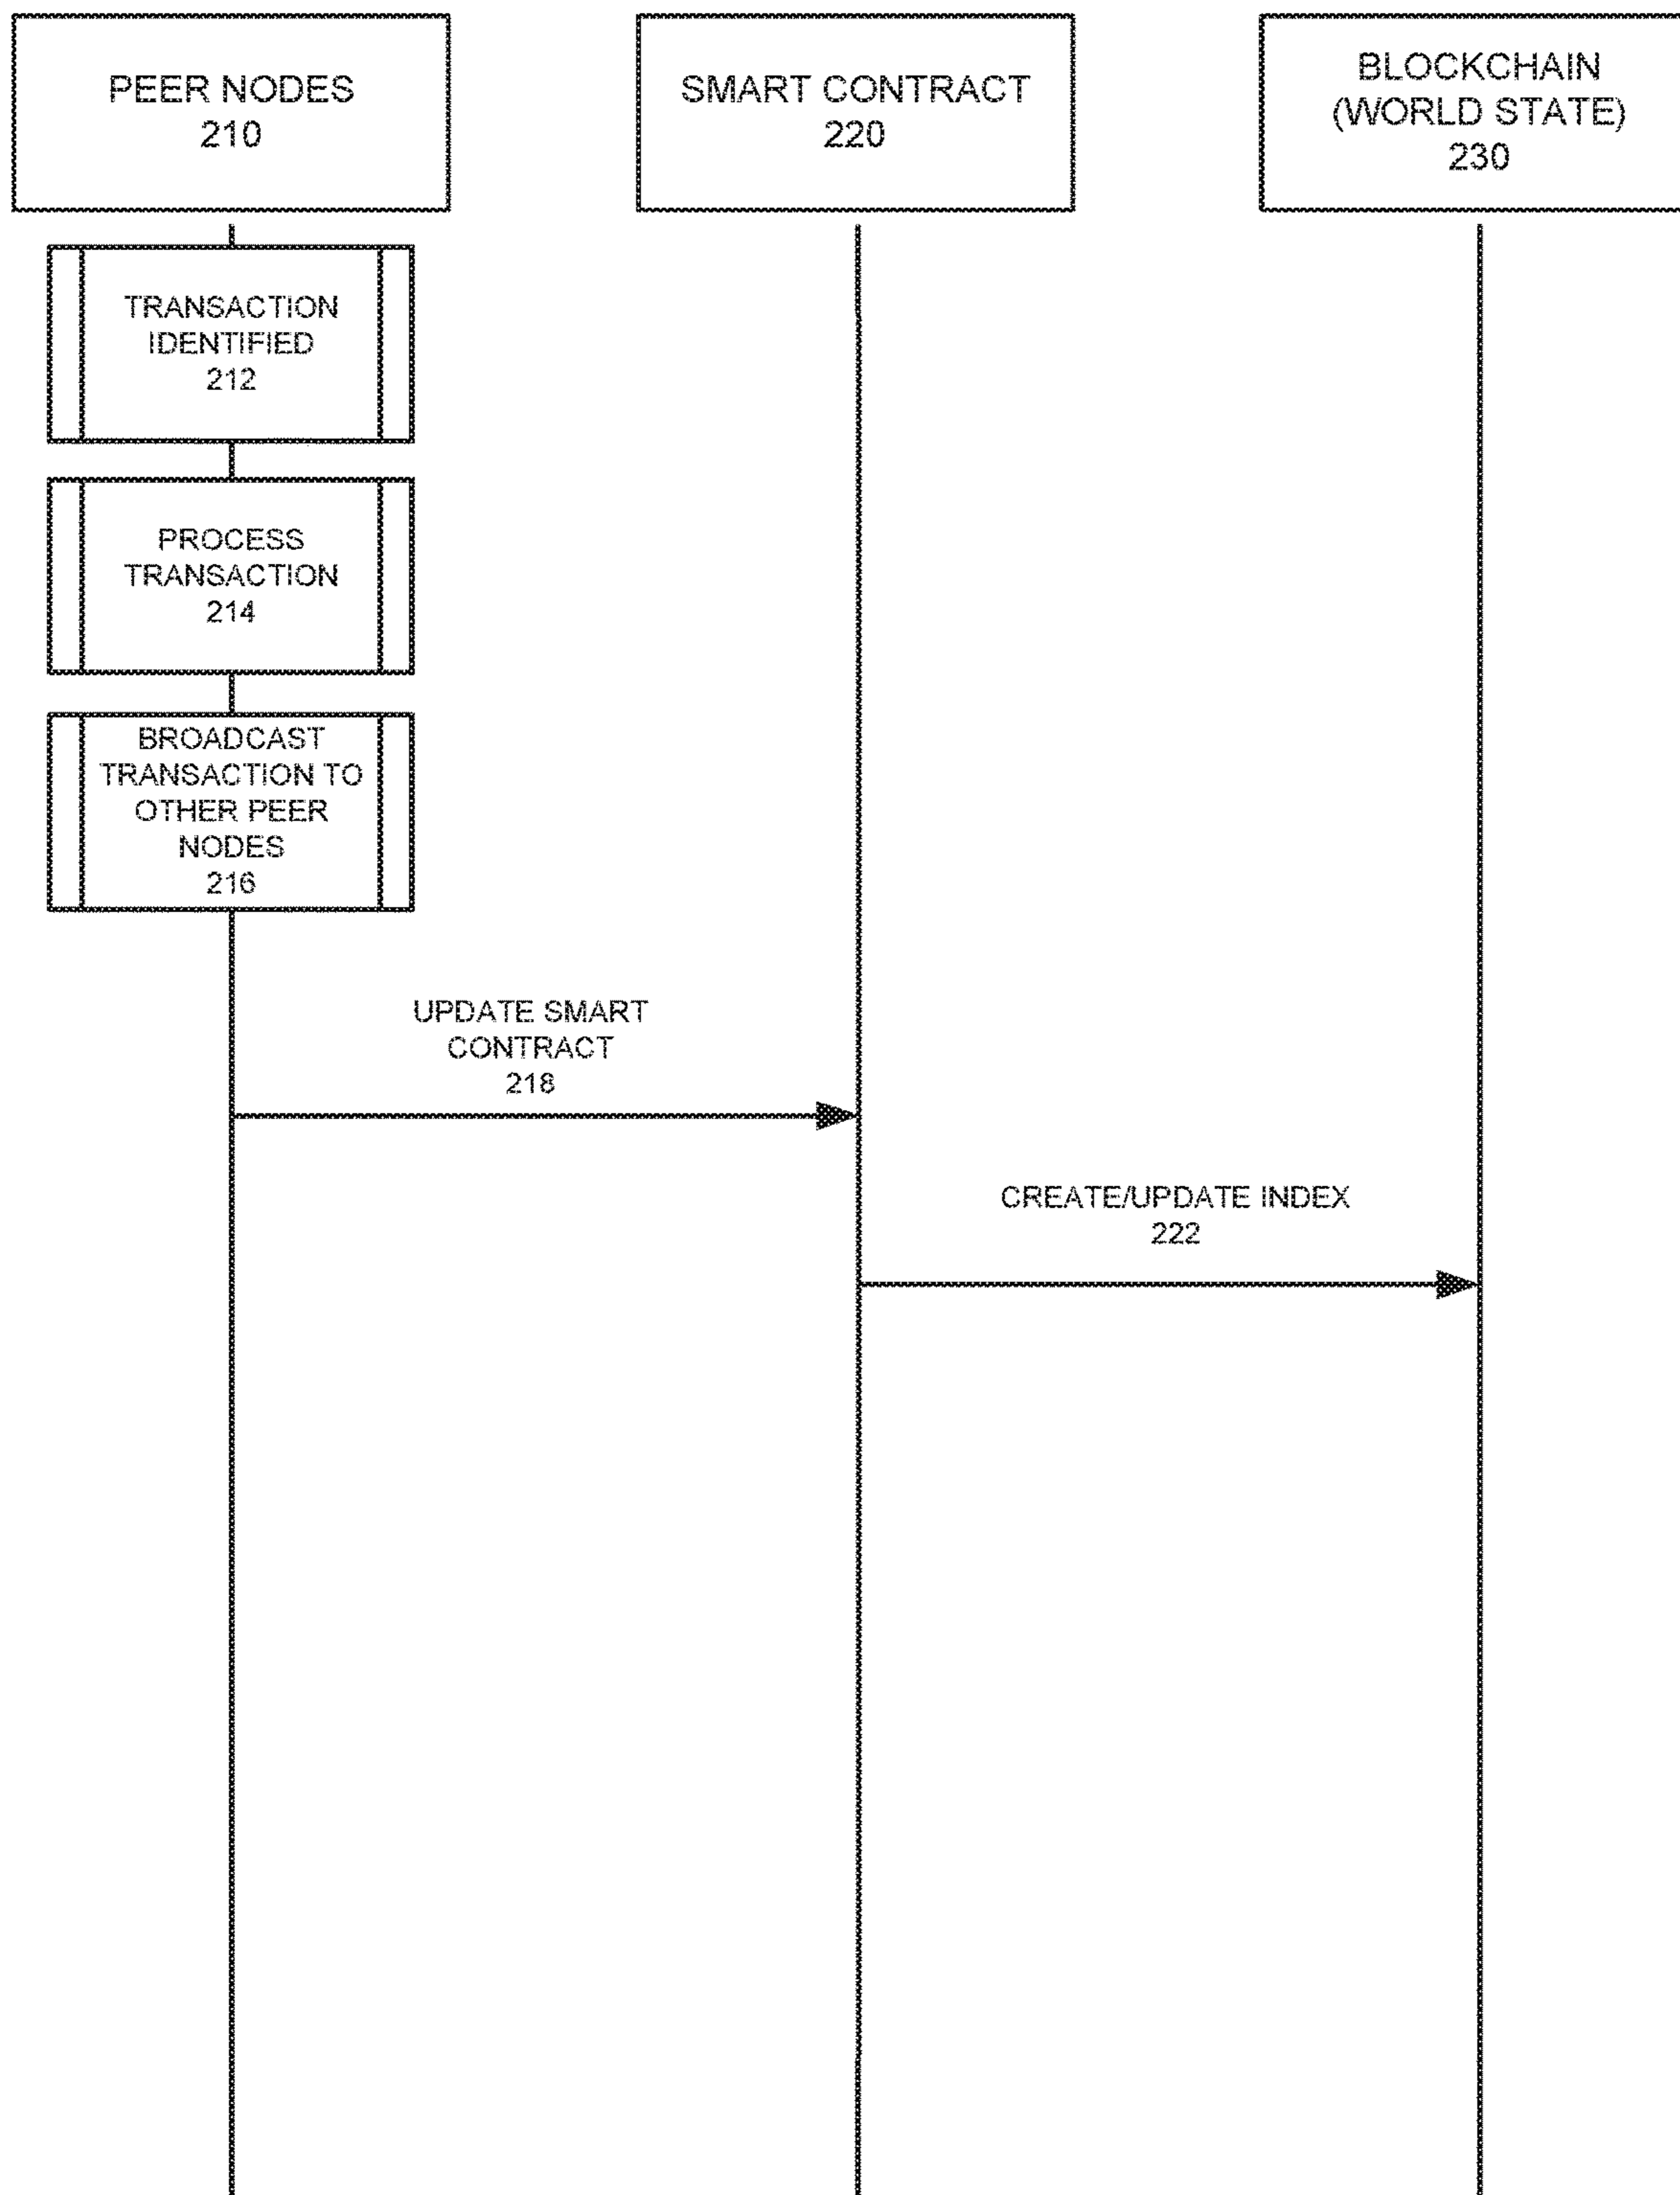 PEER NODES
210
SMART CONTRACT
220
BLOCKCHAIN
(WORLD STATE)
230
TRANSACTION
IDENTIFIED
212
PROCESS
TRANSACTION
214
BROADCAST
TRANSACTION TO
OTHER PEER
NODES
216
UPDATE SMART
CONTRACT
218
CREATE/UPDATE INDEX
222